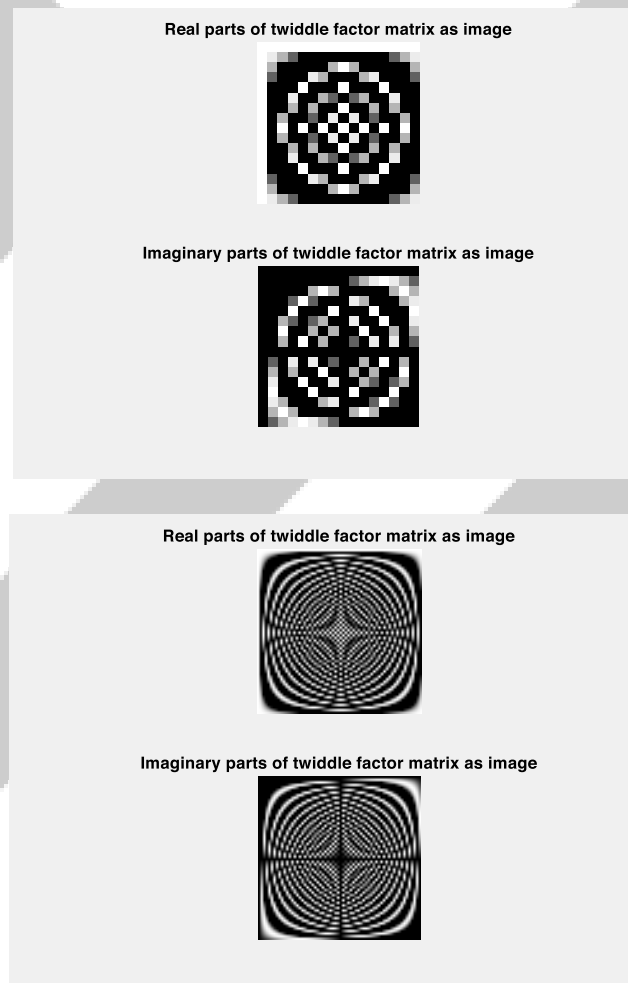 Real parts of twiddle factor matrix as image
Imaginary parts of twiddle factor matrix as image
Real parts of twiddle factor matrix as image
Imaginary parts of twiddle factor matrix as image